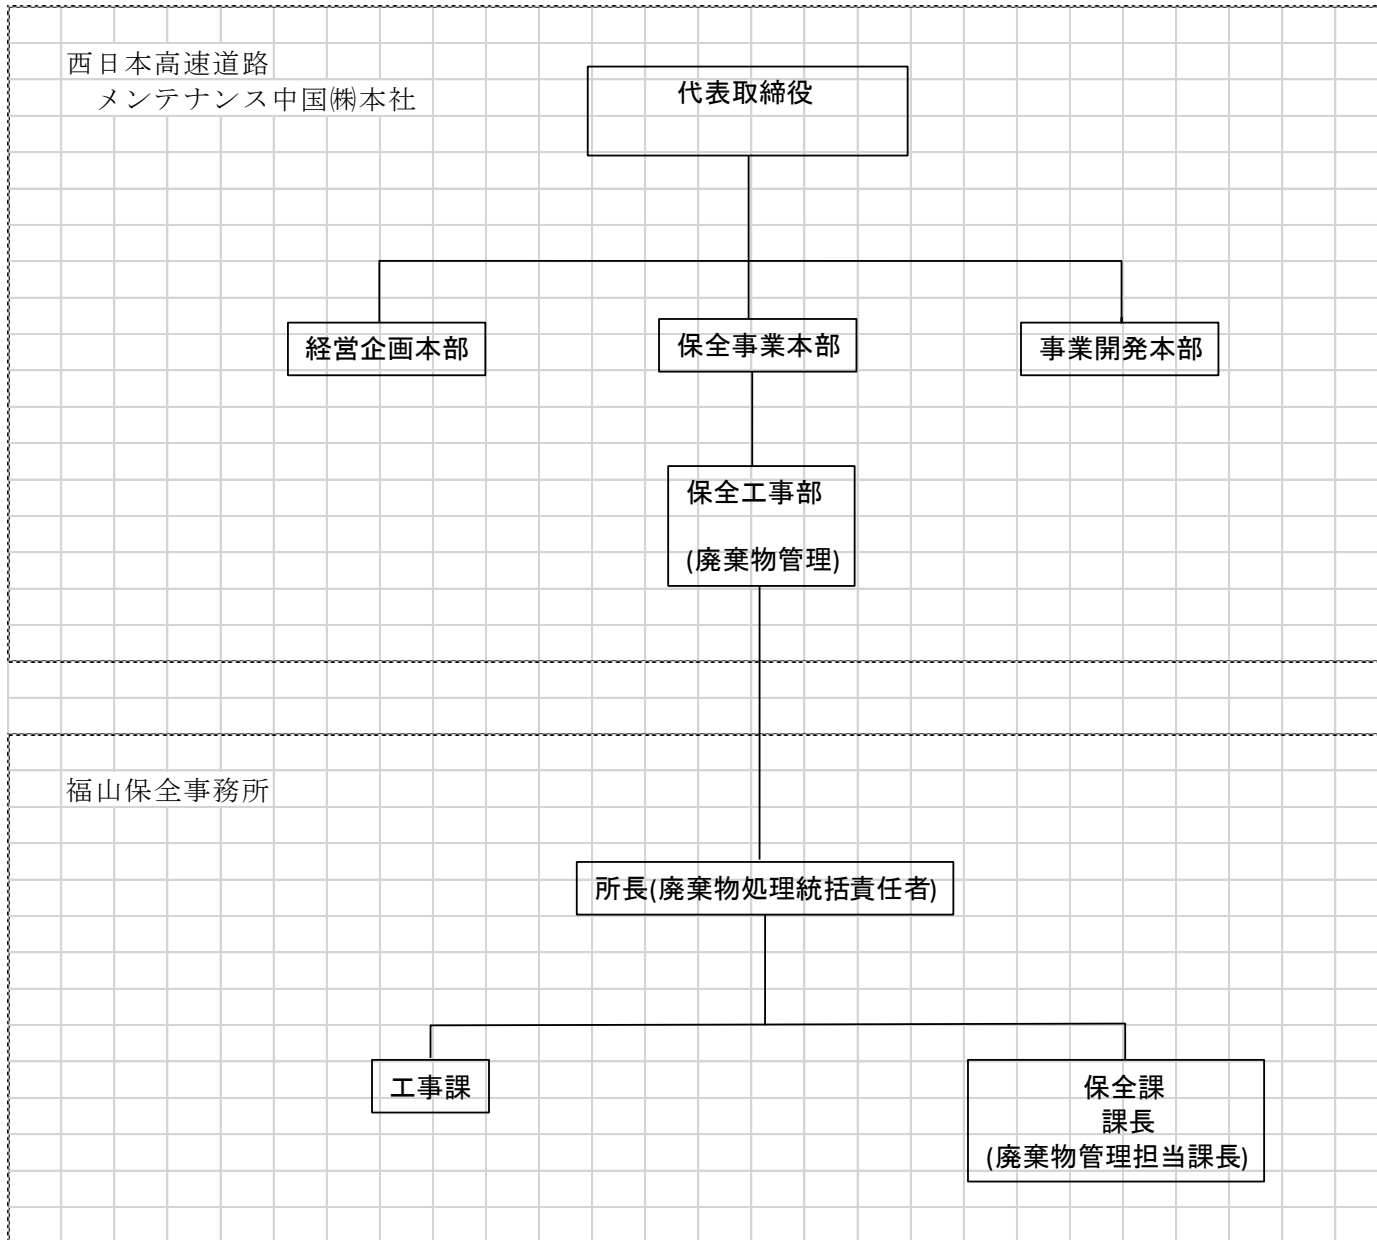 西日本高速道路
メンテナンス中国㈱本社
代表取締役
経営企画本部
保全事業本部
事業開発本部
保全工事部
(廃棄物管理)
福山保全事務所
所長(廃棄物処理統括責任者)
工事課
保全課
課長
(廃棄物管理担当課長)